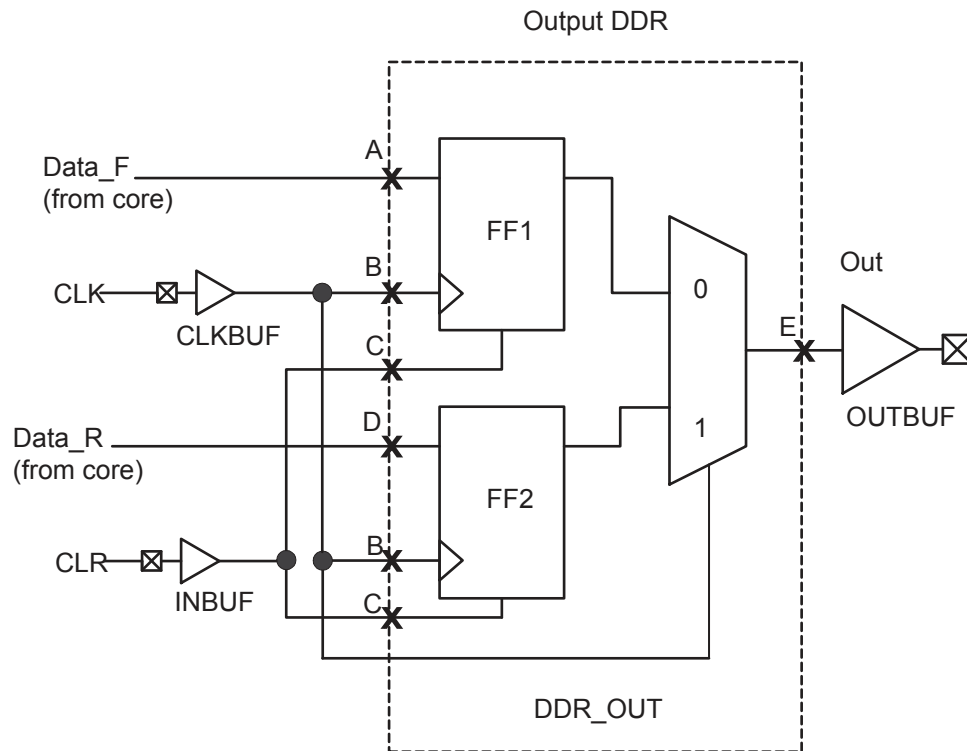 Output DDR
Data_F
(from core)
A
FF1
B
CLK
CLKBUF
C
0
Out
E
OUTBUF
Data_R
(from core)
D
1
FF2
B
CLR
INBUF
C
DDR_OUT